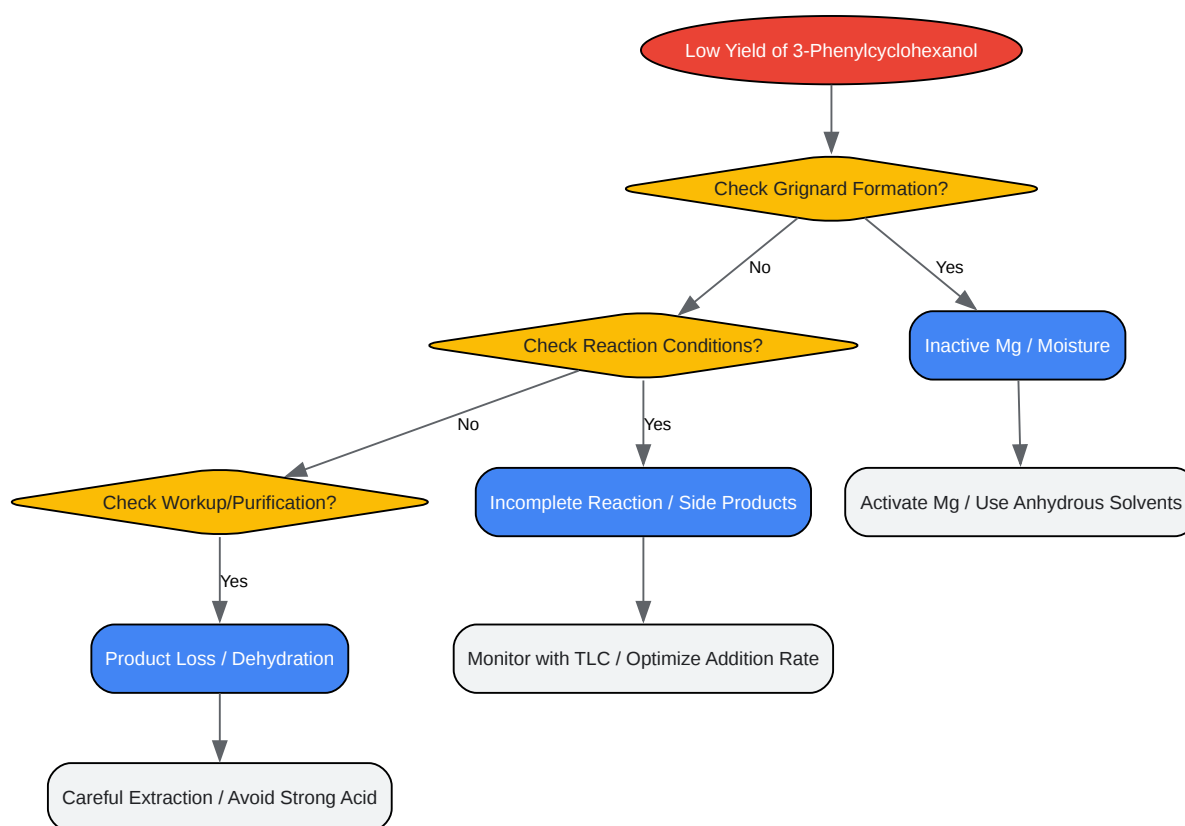 Low Yield of 3-Phenylcyclohexanol
Check Grignard Formation?
No
Yes
Check Reaction Conditions?
Inactive Mg / Moisture
No
Yes
Check Workup/Purification?
Incomplete Reaction / Side Products
Activate Mg / Use Anhydrous Solvents
Yes
Product Loss / Dehydration
Monitor with TLC / Optimize Addition Rate
Careful Extraction / Avoid Strong Acid